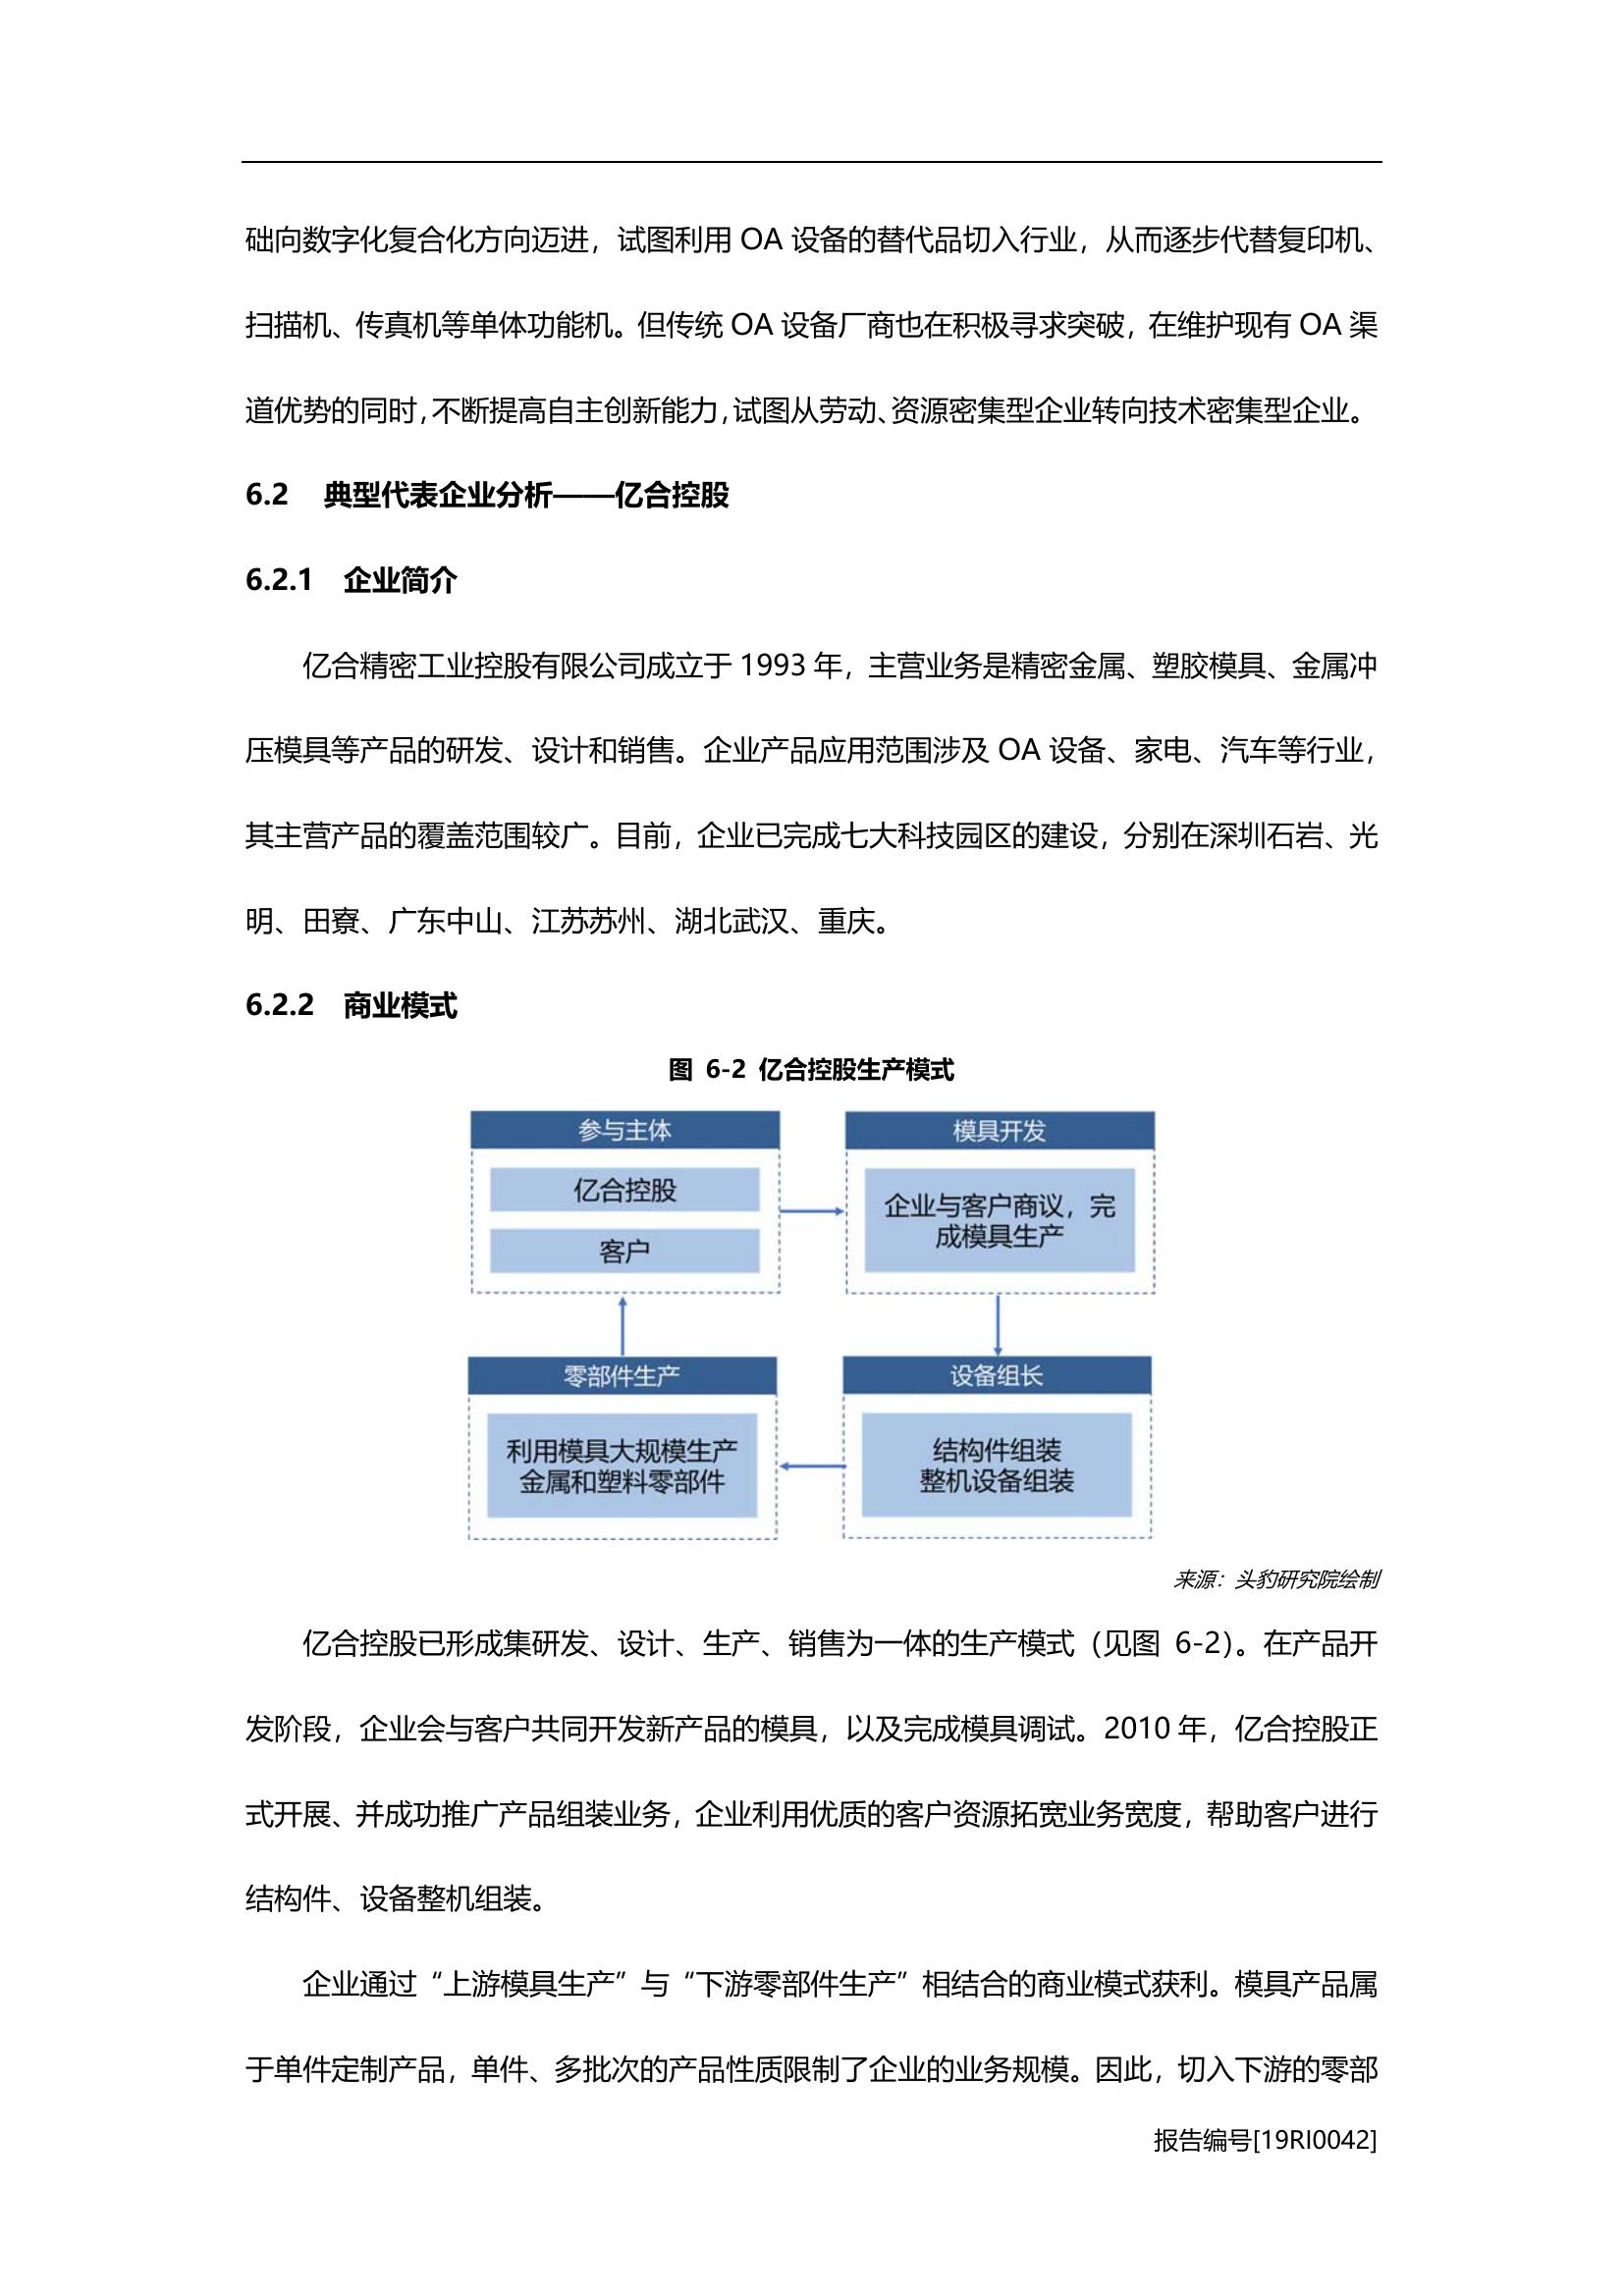 础向数字化复合化方向迈进，试图利用 OA 设备的替代品切入行业，从而逐步代替复印机、
扫描机、传真机等单体功能机。但传统 OA 设备厂商也在积极寻求突破，在维护现有 OA 渠
道优势的同时，不断提高自主创新能力，试图从劳动、资源密集型企业转向技术密集型企业。
6.2 典型代表企业分析——亿合控股
6.2.1 企业简介
亿合精密工业控股有限公司成立于 1993 年，主营业务是精密金属、塑胶模具、金属冲
压模具等产品的研发、设计和销售。企业产品应用范围涉及 OA 设备、家电、汽车等行业，
其主营产品的覆盖范围较广。目前，企业已完成七大科技园区的建设，分别在深圳石岩、光
明、田寮、广东中山、江苏苏州、湖北武汉、重庆。
6.2.2 商业模式
图 6-2 亿合控股生产模式
参与主体
亿合控股
客户
模具开发
企业与客户商议，完
成模具生产
零部件生产
利用模具大规模生产
金属和塑料零部件
设备组长
结构件组装
整机设备组装
来源：头豹研究院绘制
亿合控股已形成集研发、设计、生产、销售为一体的生产模式（见图 6-2）。在产品开
发阶段，企业会与客户共同开发新产品的模具，以及完成模具调试。2010 年，亿合控股正
式开展、并成功推广产品组装业务，企业利用优质的客户资源拓宽业务宽度，帮助客户进行
结构件、设备整机组装。
企业通过“上游模具生产”与“下游零部件生产”相结合的商业模式获利。模具产品属
于单件定制产品，单件、多批次的产品性质限制了企业的业务规模。因此，切入下游的零部
报告编号[19RI0042]